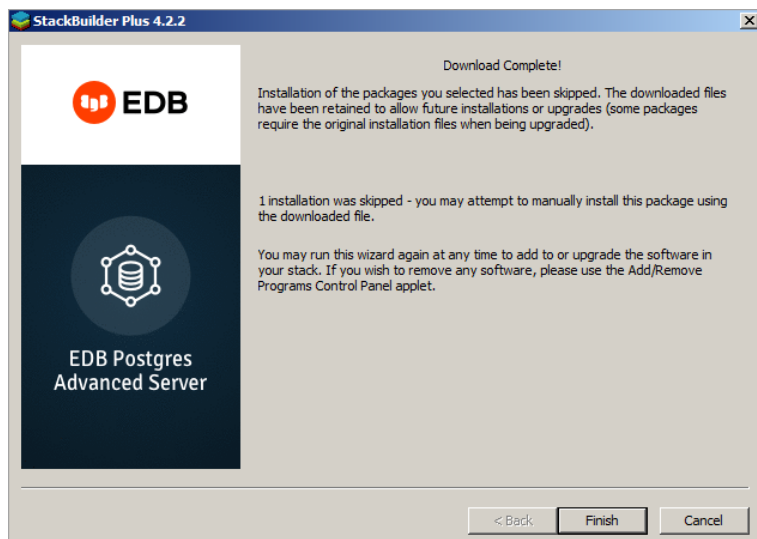 StackBuilder Plus 4.2.2
EDB
EDB Postgres
Advanced Server
Download Complete!
Installation of the packages you selected has been skipped. The downloaded files
have been retained to allow future installations or upgrades (some packages
require the original installation files when being upgraded).
1 installation was skipped - you may attempt to manually install this package using
the downloaded file.
You may run this wizard again at any time to add to or upgrade the software in
your stack. If you wish to remove any software, please use the Add/Remove
Programs Control Panel applet.
< Back
Finish
Cancel